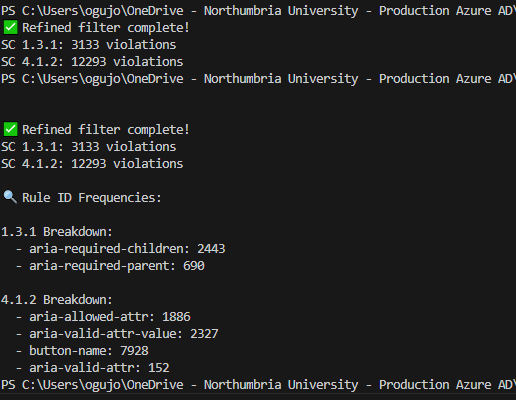 PS C:\Users\ogujo\OneDrive - Northumbria University - Production Azure AD\
✅ Refined filter complete!
SC 1.3.1: 3133 violations
SC 4.1.2: 12293 violations
PS C:\Users\ogujo\OneDrive - Northumbria University - Production Azure AD\
✅ Refined filter complete!
SC 1.3.1: 3133 violations
SC 4.1.2: 12293 violations
🔍 Rule ID Frequencies:
1.3.1 Breakdown:
- aria-required-children: 2443
- aria-required-parent: 690
4.1.2 Breakdown:
- aria-allowed-attr: 1886
- aria-valid-attr-value: 2327
- button-name: 7928
- aria-valid-attr: 152
PS C:\Users\ogujo\OneDrive - Northumbria University - Production Azure AD\